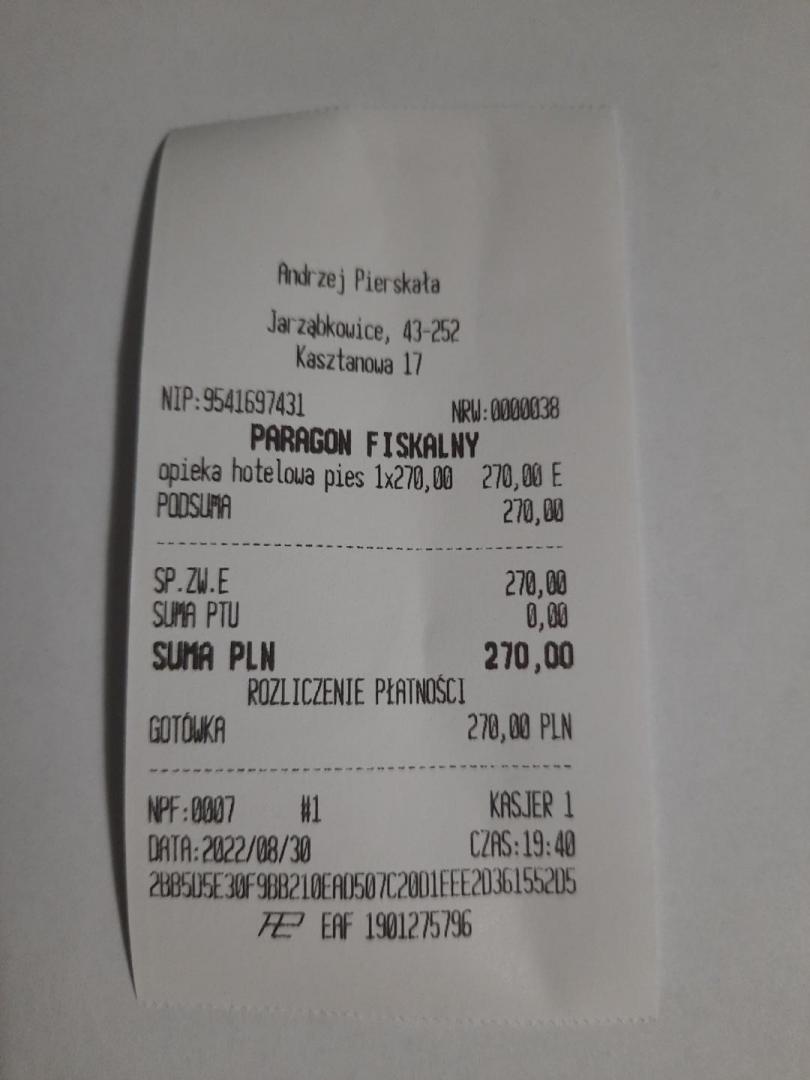 Andrzej Pierskała
Jarząbkowice, 43-252
Kasztanowa 17
NIP:9541697431 NRW:0000038
PARAGON FISKALNY
opieka hotelowa pies 1x270,00 270,00 E
PODSUMA 270,00
SP.ZW.E 270,00
SUMA PTU 0,00
SUMA PLN 270,00
ROZLICZENIE PŁATNOŚCI
GOTÓWKA 270,00 PLN
NPF:0007 #1 KASJER 1
DATA:2022/08/30 CZAS:19:40
2BB5D5E30F9BB210EAD507C20D1EEE2D361552D5
EAF 1901275796